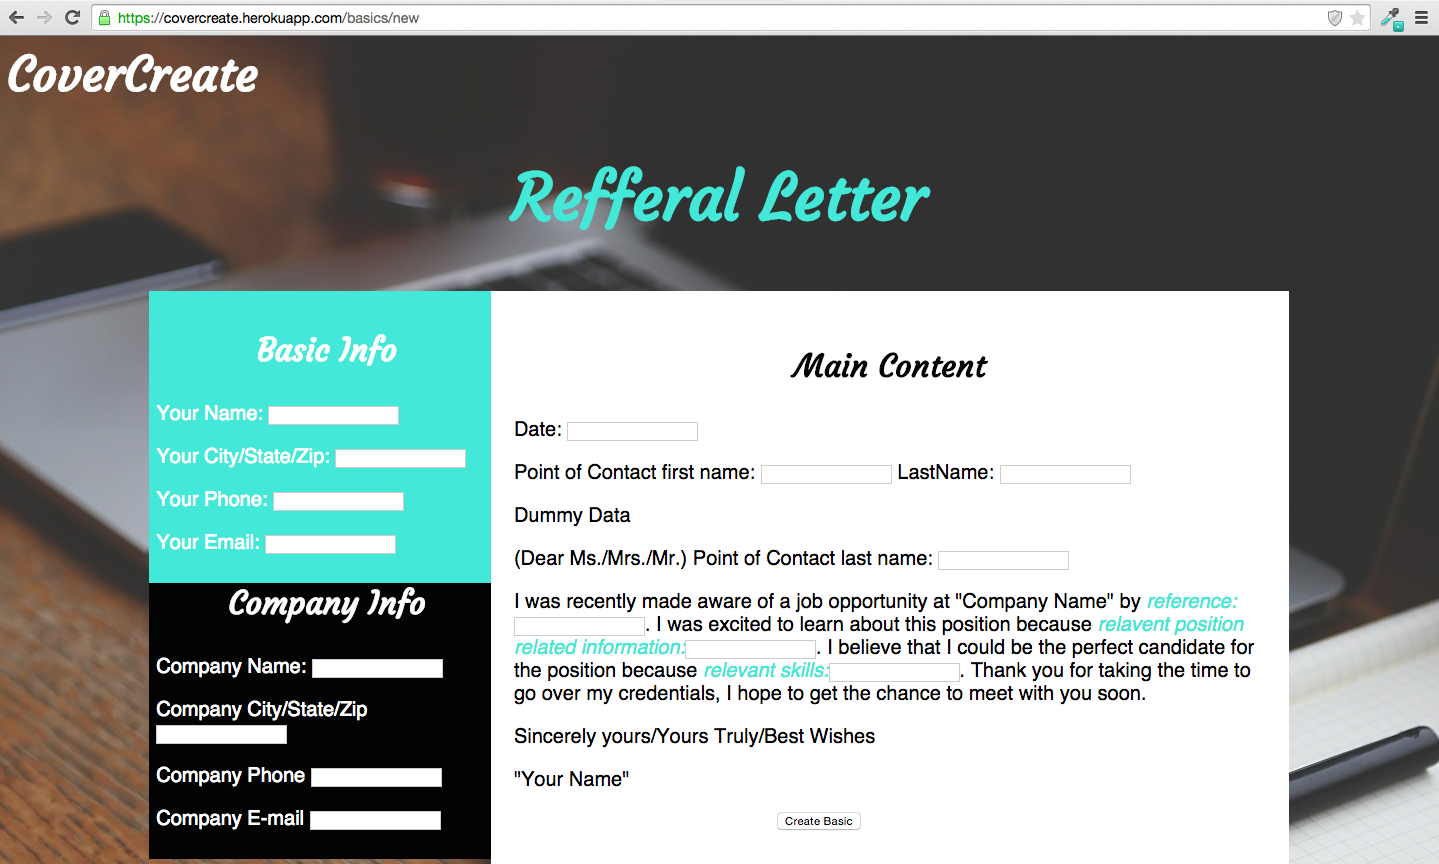 https://covercreate.herokuapp.com/basics/new
CoverCreate
Refferal Letter
Basic Info
Your Name:
Your City/State/Zip:
Your Phone:
Your Email:
Company Info
Company Name:
Company City/State/Zip
Company Phone
Company E-mail
Main Content
Date:
Point of Contact first name: LastName:
Dummy Data
(Dear Ms./Mrs./Mr.) Point of Contact last name:
I was recently made aware of a job opportunity at "Company Name" by reference:
. I was excited to learn about this position because relavent position
related information: . I believe that I could be the perfect candidate for
the position because relevant skills: . Thank you for taking the time to
go over my credentials, I hope to get the chance to meet with you soon.
Sincerely yours/Yours Truly/Best Wishes
"Your Name"
Create Basic